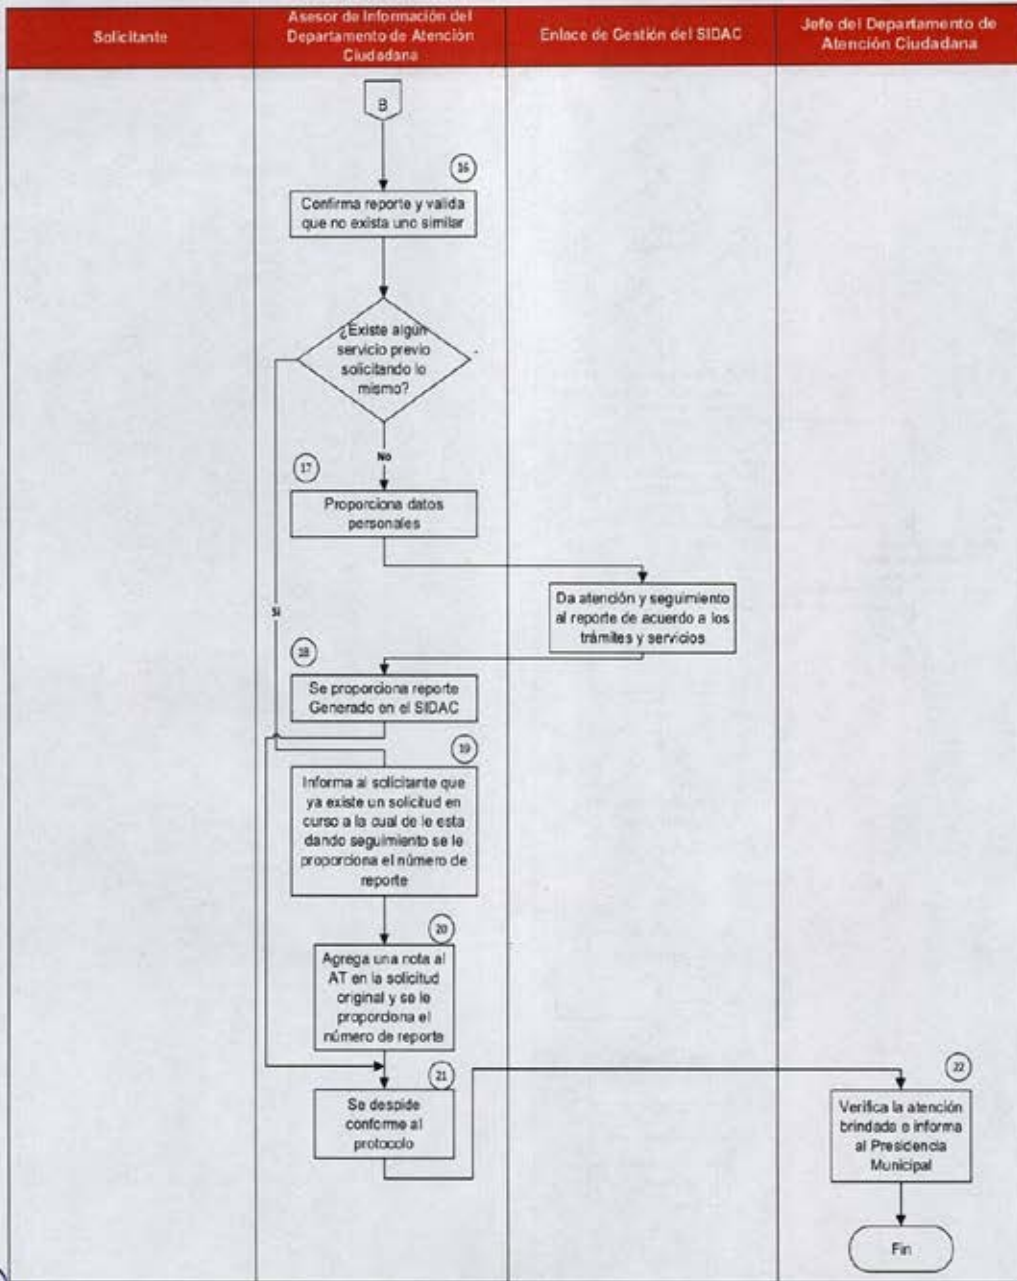 Solicitante
Asesor de Información del
Departamento de Atención
Ciudadana
Enlace de Gestión del SIDAC
Jefe del Departamento de
Atención Ciudadana
B
16
Confirma reporte y valida
que no exista uno similar
¿Existe algún
servicio previo
solicitando lo
mismo?
No
17
Proporciona datos
personales
Da atención y seguimiento
al reporte de acuerdo a los
trámites y servicios
Si
18
Se proporciona reporte
Generado en el SIDAC
19
Informa al solicitante que
ya existe un solicitud en
curso a la cual de le esta
dando seguimiento se le
proporciona el número de
reporte
20
Agrega una nota al
AT en la solicitud
original y se le
proporciona el
número de reporte
21
Se despide
conforme al
protocolo
22
Verifica la atención
brindada e informa
al Presidencia
Municipal
Fin